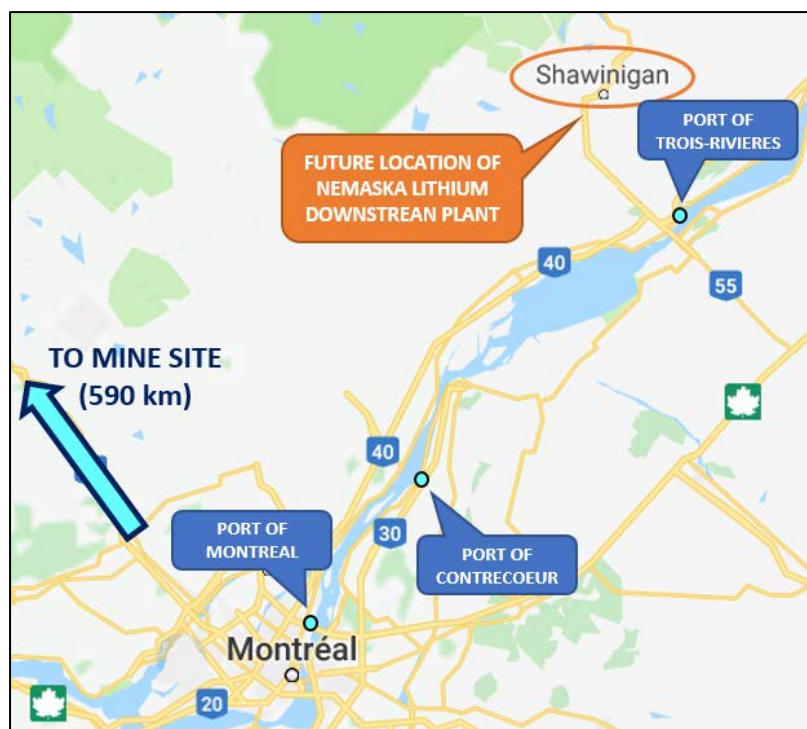 Shawinigan
PORT OF
TROIS-RIVIERES
FUTURE LOCATION OF
NEMASKA LITHIUM
DOWNSTREAN PLANT
40
55
TO MINE SITE
(590 km)
40
30
PORT OF
MONTREAL
PORT OF
CONTRECOEUR
Montréal
20